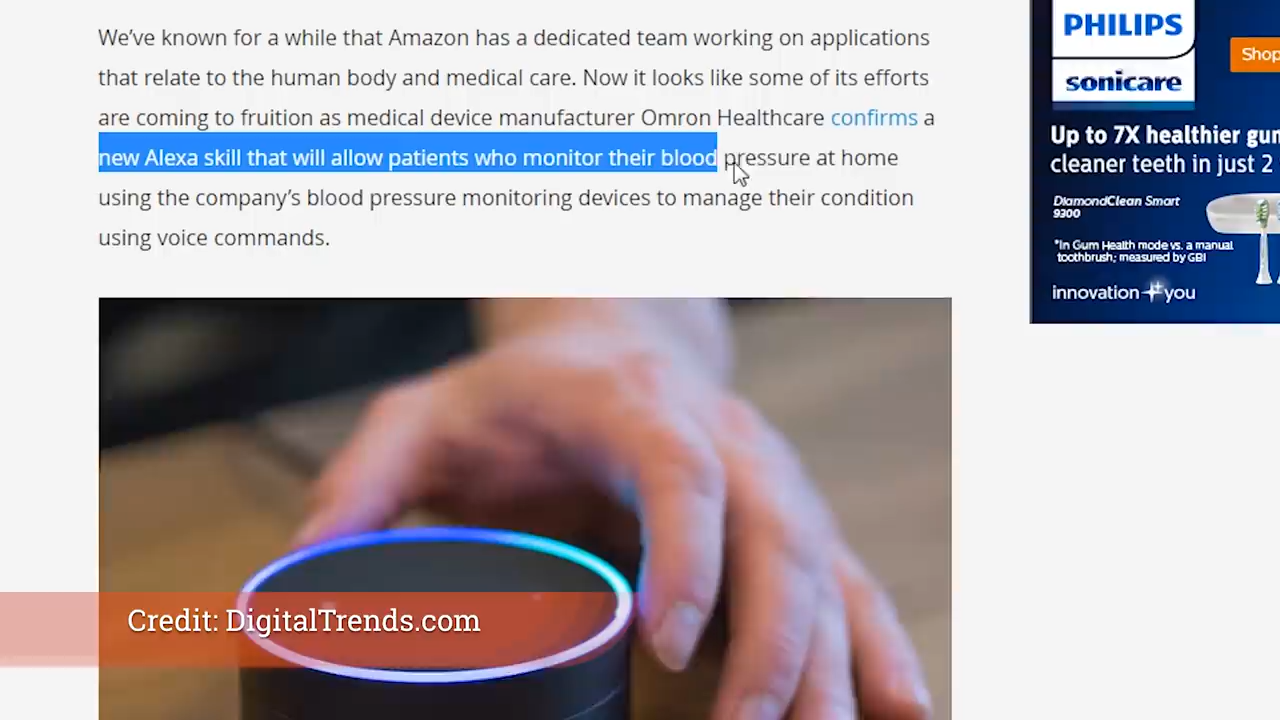 We've known for a while that Amazon has a dedicated team working on applications
that relate to the human body and medical care. Now it looks like some of its efforts
are coming to fruition as medical device manufacturer Omron Healthcare confirms a
new Alexa skill that will allow patients who monitor their blood pressure at home
using the company's blood pressure monitoring devices to manage their condition
using voice commands.
PHILIPS
sonicare
Shop
Up to 7X healthier gum
cleaner teeth in just 2
DiamondClean Smart
9300
*In Gum Health mode vs. a manual
toothbrush; measured by GBI
innovation you
Credit: DigitalTrends.com